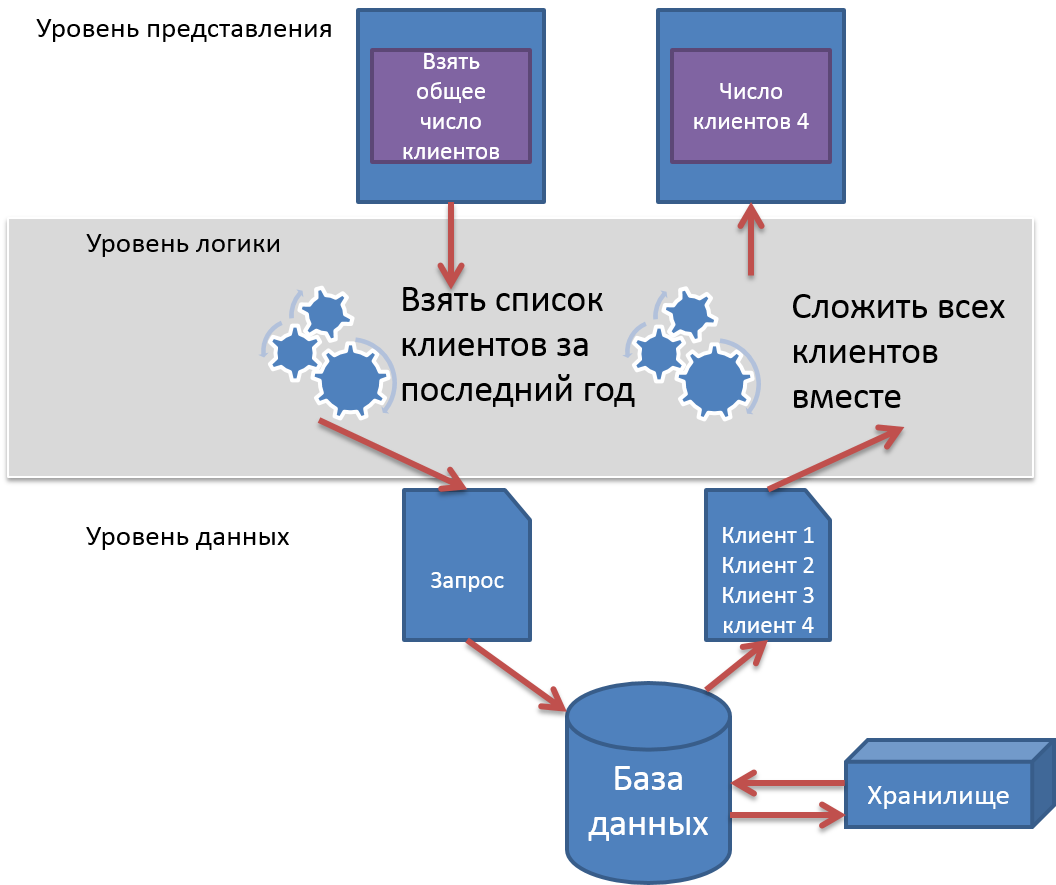 Уровень представления
Взять
общее
число
клиентов
Число
клиентов 4
Уровень логики
Взять список
клиентов за
последний год
Сложить всех
клиентов
вместе
Уровень данных
Запрос
Клиент 1
Клиент 2
Клиент 3
клиент 4
База
данных
Хранилище